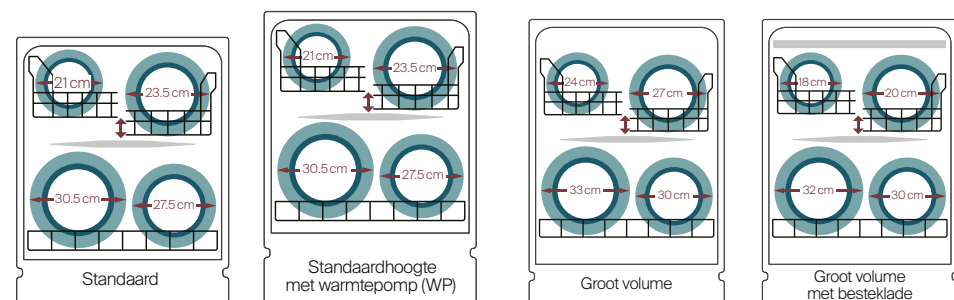 21 cm
23.5 cm
30.5 cm
27.5 cm
Standaard
21 cm
23.5 cm
30.5 cm
27.5 cm
Standaardhoogte
met warmtepomp (WP)
24 cm
27 cm
33 cm
30 cm
Groot volume
18 cm
20 cm
32 cm
30 cm
Groot volume
met besteklade